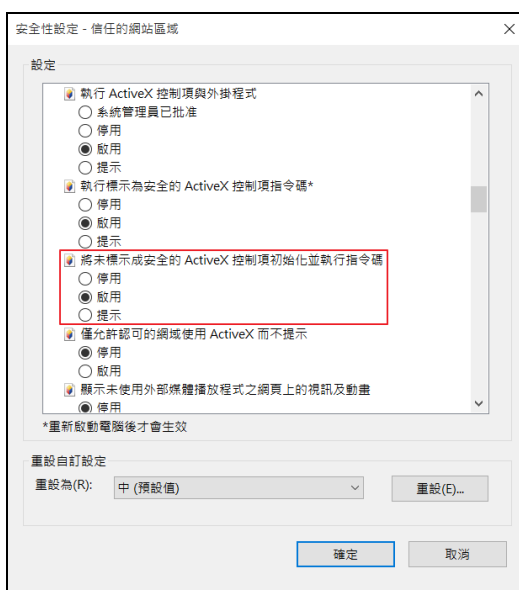 安全性設定 - 信任的網站區域
設定
執行 ActiveX 控制項與外掛程式
系統管理員已批准
停用
啟用
提示
執行標示為安全的 ActiveX 控制項指令碼*
停用
啟用
提示
將未標示成安全的 ActiveX 控制項初始化並執行指令碼
停用
啟用
提示
僅允許認可的網域使用 ActiveX 而不提示
停用
啟用
顯示未使用外部媒體播放程式之網頁上的視訊及動畫
停用
*重新啟動電腦後才會生效
重設自訂設定
重設為(R): 中 (預設值) 重設(E)...
確定 取消